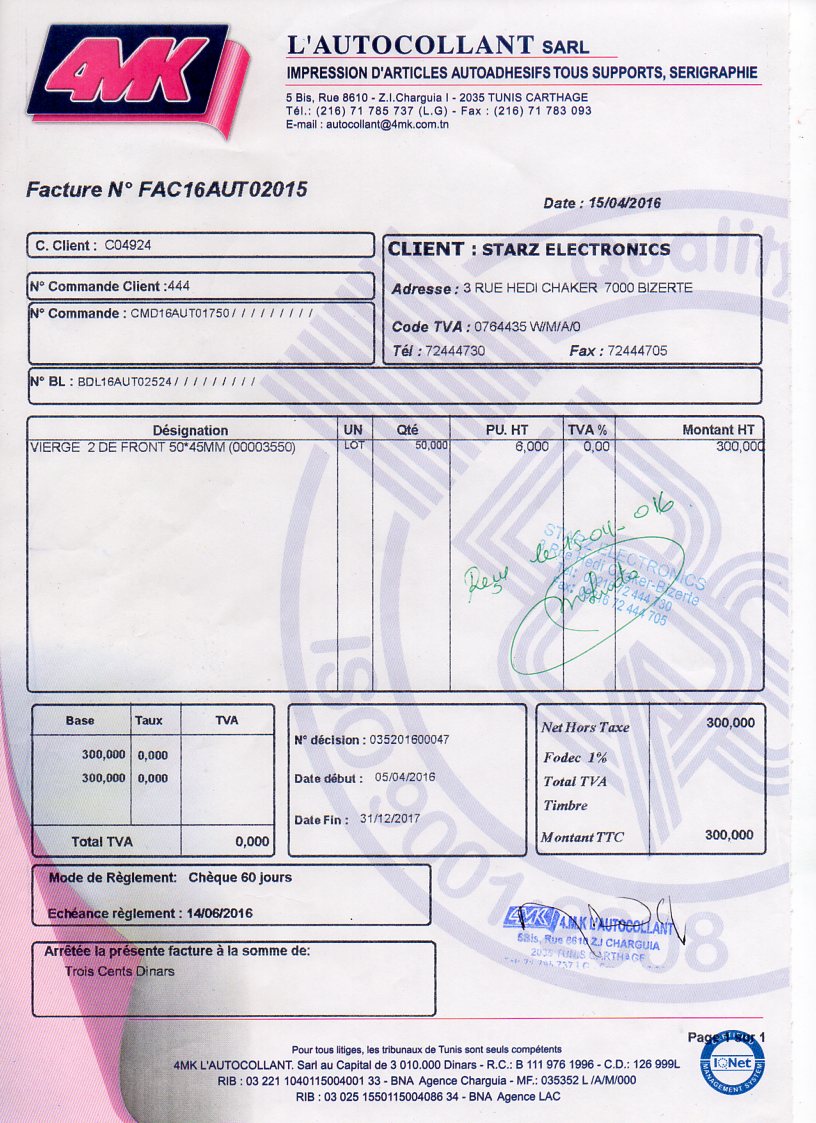 4MK
L'AUTOCOLLANT SARL
IMPRESSION D'ARTICLES AUTOADHESIFS TOUS SUPPORTS, SERIGRAPHIE
5 Bis, Rue 8610 - Z.I.Charguia I - 2035 TUNIS CARTHAGE
Tél.: (216) 71 785 737 (L.G) - Fax : (216) 71 783 093
E-mail : autocollant@4mk.com.tn
Facture N° FAC16AUT02015
Date : 15/04/2016
C. Client : C04924
CLIENT : STARZ ELECTRONICS
N° Commande Client :444
Adresse : 3 RUE HEDI CHAKER 7000 BIZERTE
N° Commande : CMD16AUT01750/ / / / / / / / /
Code TVA : 0764435 W/M/A/0
Tél : 72444730 Fax : 72444705
N° BL : BDL16AUT02524/ / / / / / / / /
Désignation UN Qté PU. HT TVA % Montant HT
VIERGE 2 DE FRONT 50*45MM (00003550) LOT 50,000 6,000 0,00 300,000
le 15-04-016
STARZ ELECTRONICS
3 Rue Hedi Chaker-Bizerte
Tél: 0021672 444 730
Fax: 0021672 444 705
Quality
ISO 9001 2008
Base Taux TVA
300,000 0,000
300,000 0,000
Total TVA 0,000
N° décision : 035201600047
Date début : 05/04/2016
Date Fin : 31/12/2017
Net Hors Taxe 300,000
Fodec 1%
Total TVA
Timbre
Montant TTC 300,000
Mode de Règlement: Chèque 60 jours
Echéance règlement : 14/06/2016
Arrêtée la présente facture à la somme de:
Trois Cents Dinars
4MK 4.M.K L'AUTOCOLLANT
5Bis, Rue 8610 Z.I CHARGUIA
2035 TUNIS CARTHAGE
Page 1 sur 1
IQNet
MANAGEMENT SYSTEM
Pour tous litiges, les tribunaux de Tunis sont seuls compétents
4MK L'AUTOCOLLANT. Sarl au Capital de 3 010.000 Dinars - R.C.: B 111 976 1996 - C.D.: 126 999L
RIB : 03 221 1040115004001 33 - BNA Agence Charguia - MF.: 035352 L /A/M/000
RIB : 03 025 1550115004086 34 - BNA Agence LAC